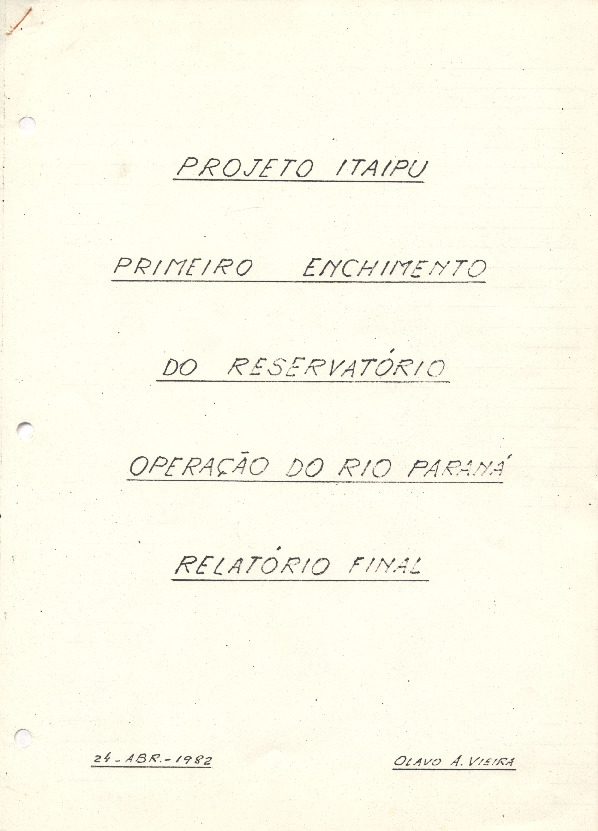 PROJETO ITAIPU
PRIMEIRO ENCHIMENTO
DO RESERVATÓRIO
OPERAÇÃO DO RIO PARANÁ
RELATÓRIO FINAL
24-ABR.-1982 OLAVO A. VIEIRA